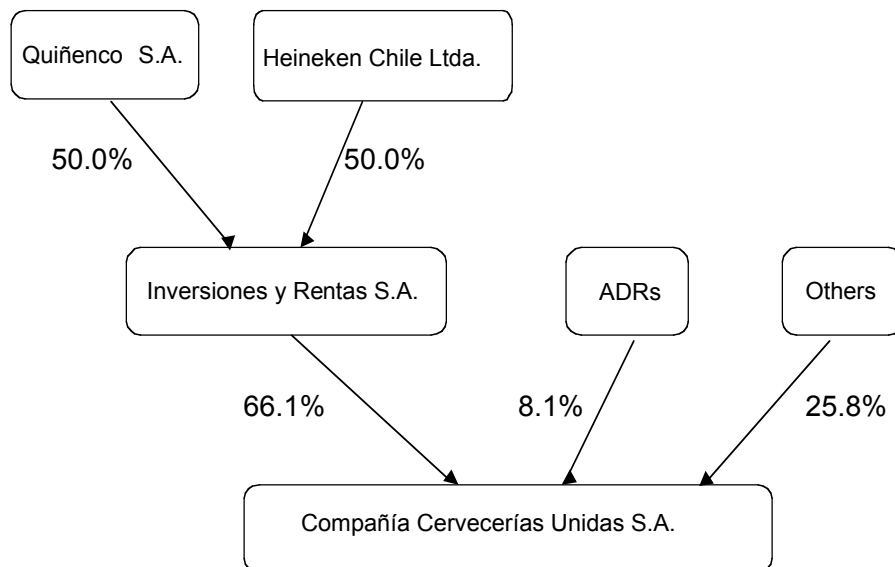 Quiñenco S.A.
Heineken Chile Ltda.
50.0%
50.0%
Inversiones y Rentas S.A.
ADRs
Others
66.1%
8.1%
25.8%
Compañía Cervecerías Unidas S.A.